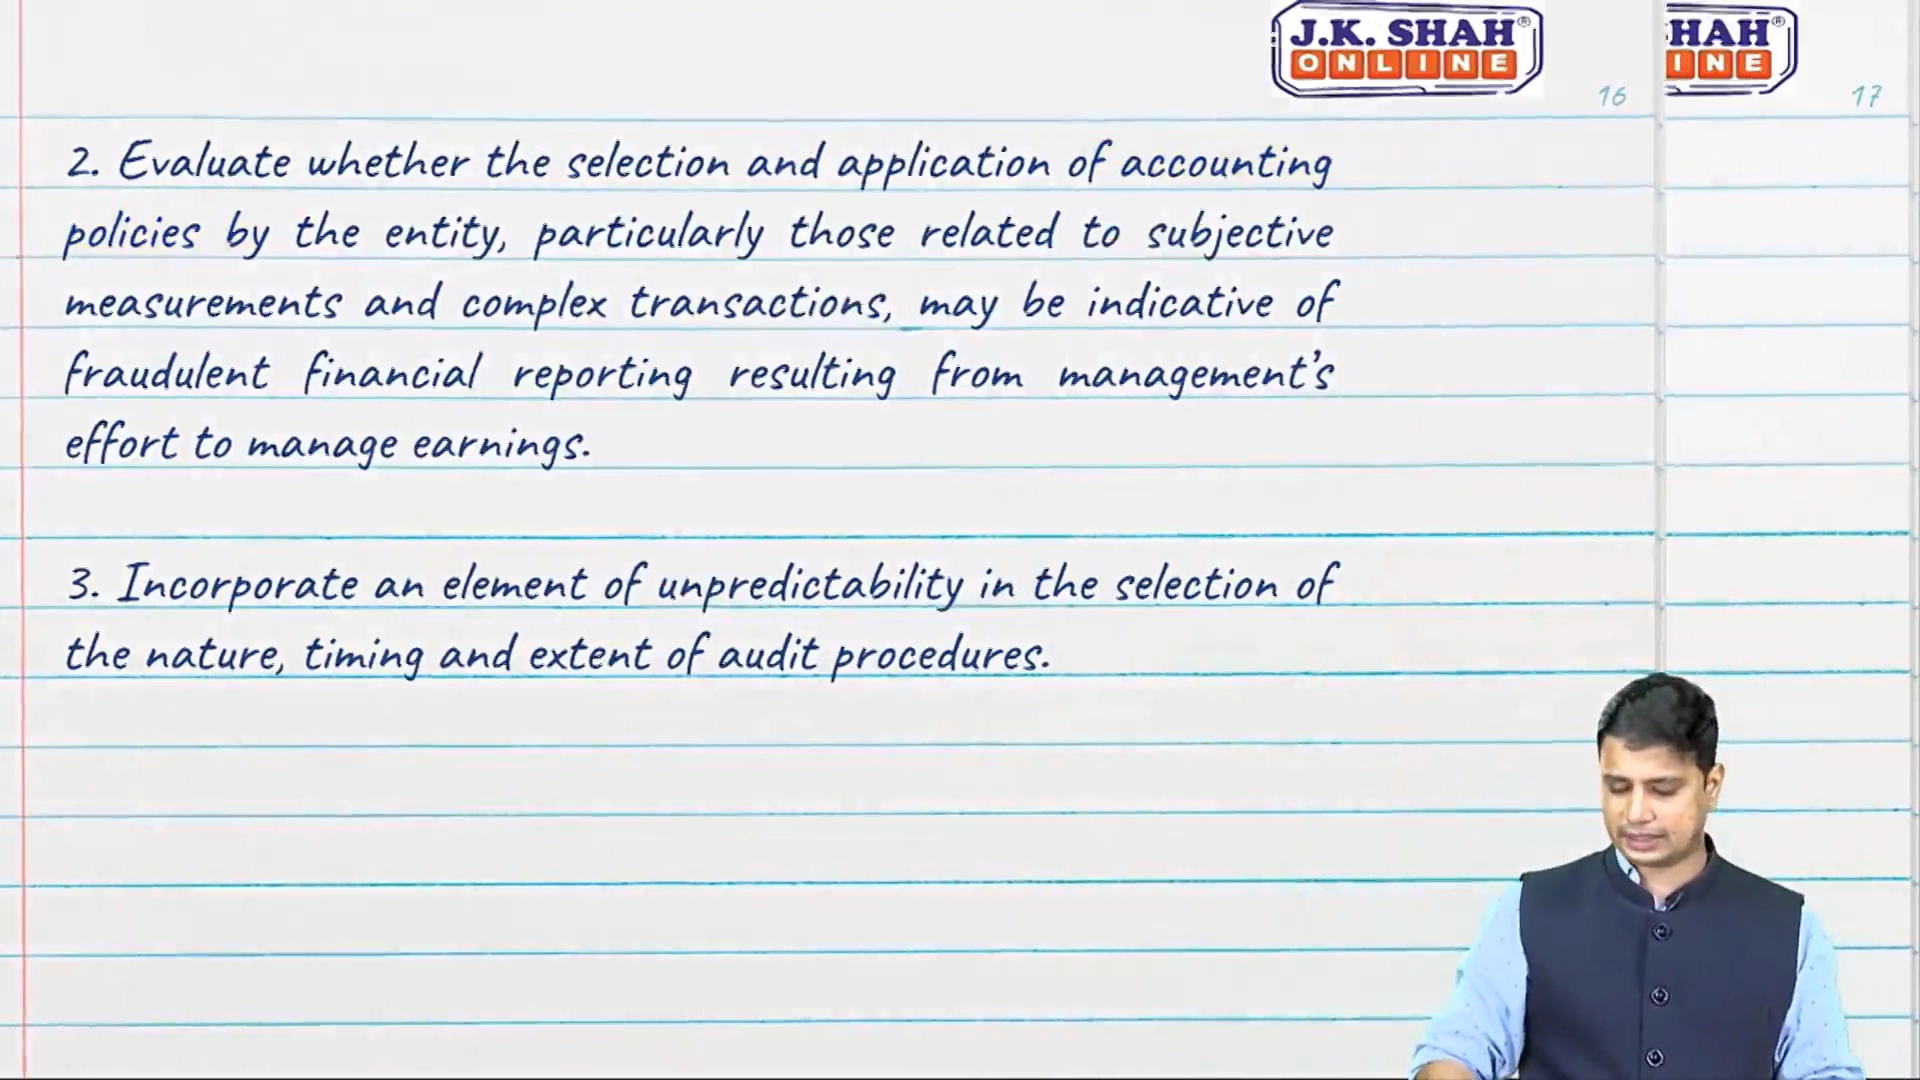 J.K. SHAH®
ONLINE
HAH®
INE
16
17
2. Evaluate whether the selection and application of accounting
policies by the entity, particularly those related to subjective
measurements and complex transactions, may be indicative of
fraudulent financial reporting resulting from management's
effort to manage earnings.
3. Incorporate an element of unpredictability in the selection of
the nature, timing and extent of audit procedures.